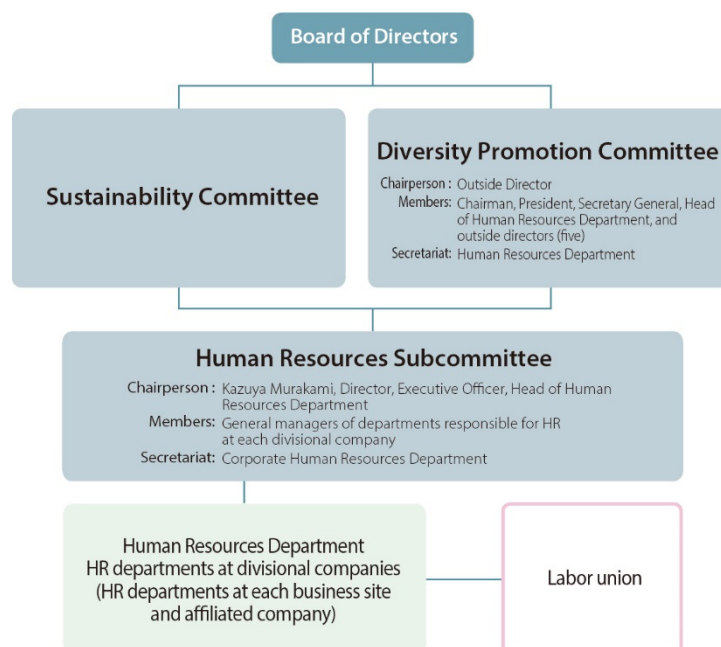 Board of Directors
Sustainability Committee
Diversity Promotion Committee
Chairperson : Outside Director
Members: Chairman, President, Secretary General, Head
of Human Resources Department, and
outside directors (five)
Secretariat: Human Resources Department
Human Resources Subcommittee
Chairperson : Kazuya Murakami, Director, Executive Officer, Head of Human
Resources Department
Members: General managers of departments responsible for HR
at each divisional company
Secretariat: Corporate Human Resources Department
Human Resources Department
HR departments at divisional companies
(HR departments at each business site
and affiliated company)
Labor union